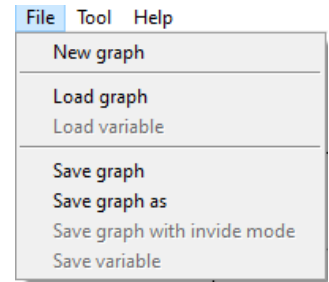 File Tool Help
New graph
Load graph
Load variable
Save graph
Save graph as
Save graph with invide mode
Save variable